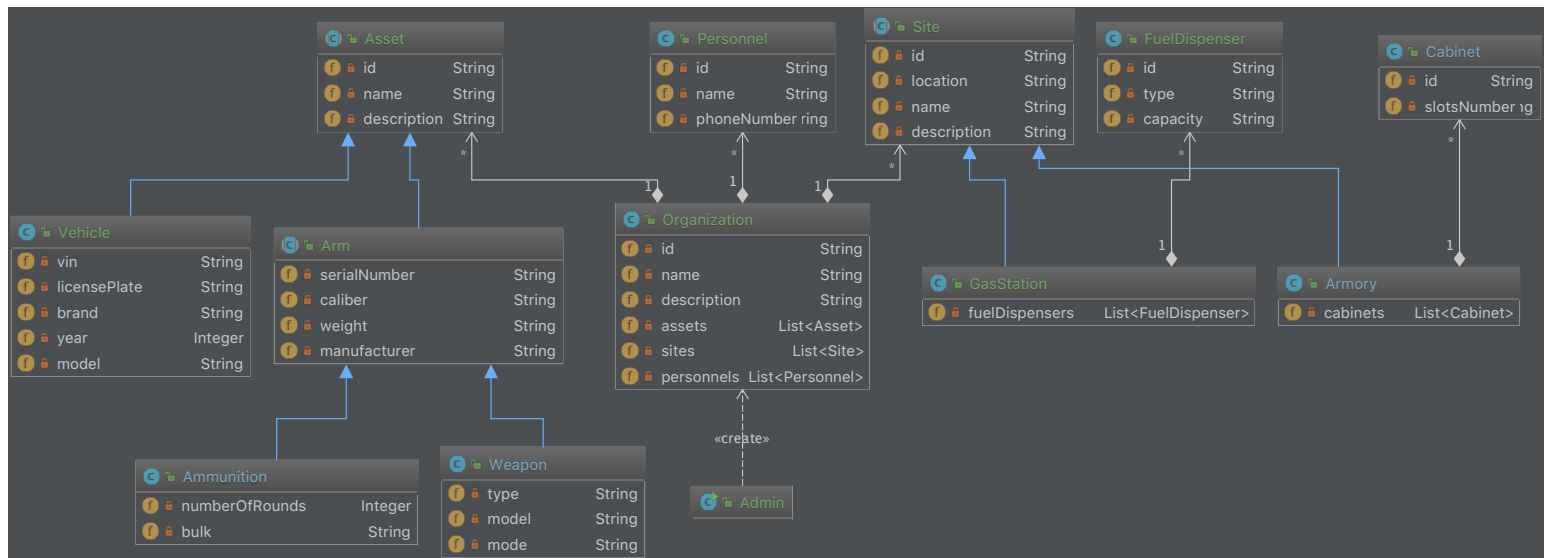 Asset
id String
name String
description String
Personnel
id String
name String
phoneNumber ring
Site
id String
location String
name String
description String
FuelDispenser
id String
type String
capacity String
Cabinet
id String
slotsNumber ng
* * * * *
1 1 1 1 1
Vehicle
vin String
licensePlate String
brand String
year Integer
model String
Arm
serialNumber String
caliber String
weight String
manufacturer String
Organization
id String
name String
description String
assets List<Asset>
sites List<Site>
personnels List<Personnel>
GasStation
fuelDispensers List<FuelDispenser>
Armory
cabinets List<Cabinet>
«create»
Ammunition
numberOfRounds Integer
bulk String
Weapon
type String
model String
mode String
Admin